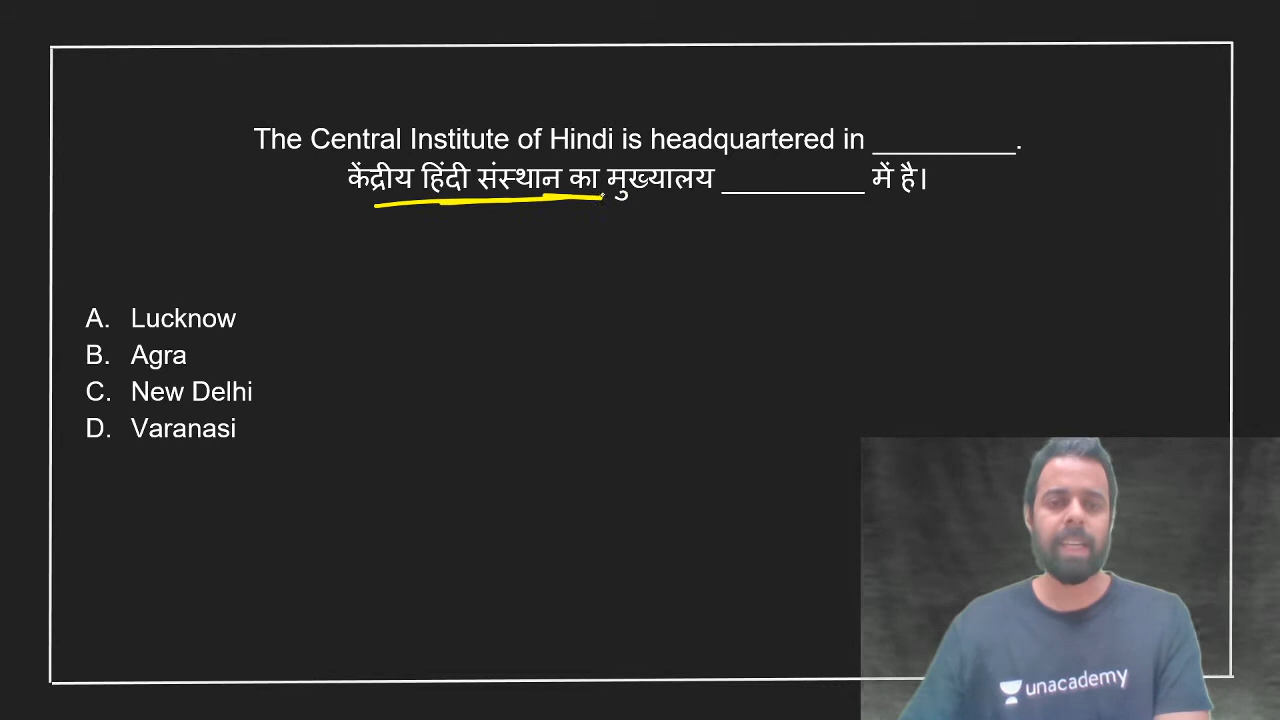 The Central Institute of Hindi is headquartered in _________.
केंद्रीय हिंदी संस्थान का मुख्यालय _________ में है।
A. Lucknow
B. Agra
C. New Delhi
D. Varanasi
unacademy